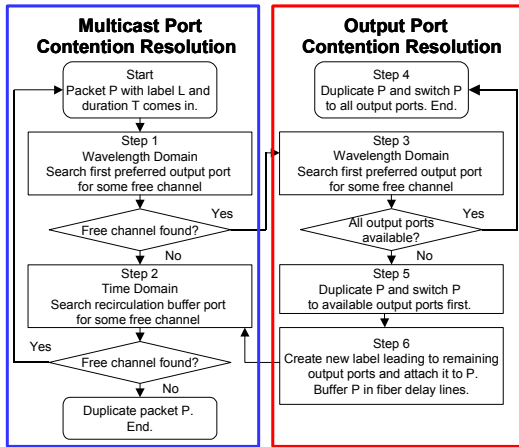 Multicast Port
Contention Resolution
Start
Packet P with label L and
duration T comes in.
Step 1
Wavelength Domain
Search first preferred output port
for some free channel
Yes
Free channel found?
No
Step 2
Time Domain
Search recirculation buffer port
for some free channel
Yes
Free channel found?
No
Duplicate packet P.
End.
Output Port
Contention Resolution
Step 4
Duplicate P and switch P
to all output ports. End.
Step 3
Wavelength Domain
Search first preferred output port
for some free channel
All output ports
available?
Yes
No
Step 5
Duplicate P and switch P
to available output ports first.
Step 6
Create new label leading to remaining
output ports and attach it to P.
Buffer P in fiber delay lines.